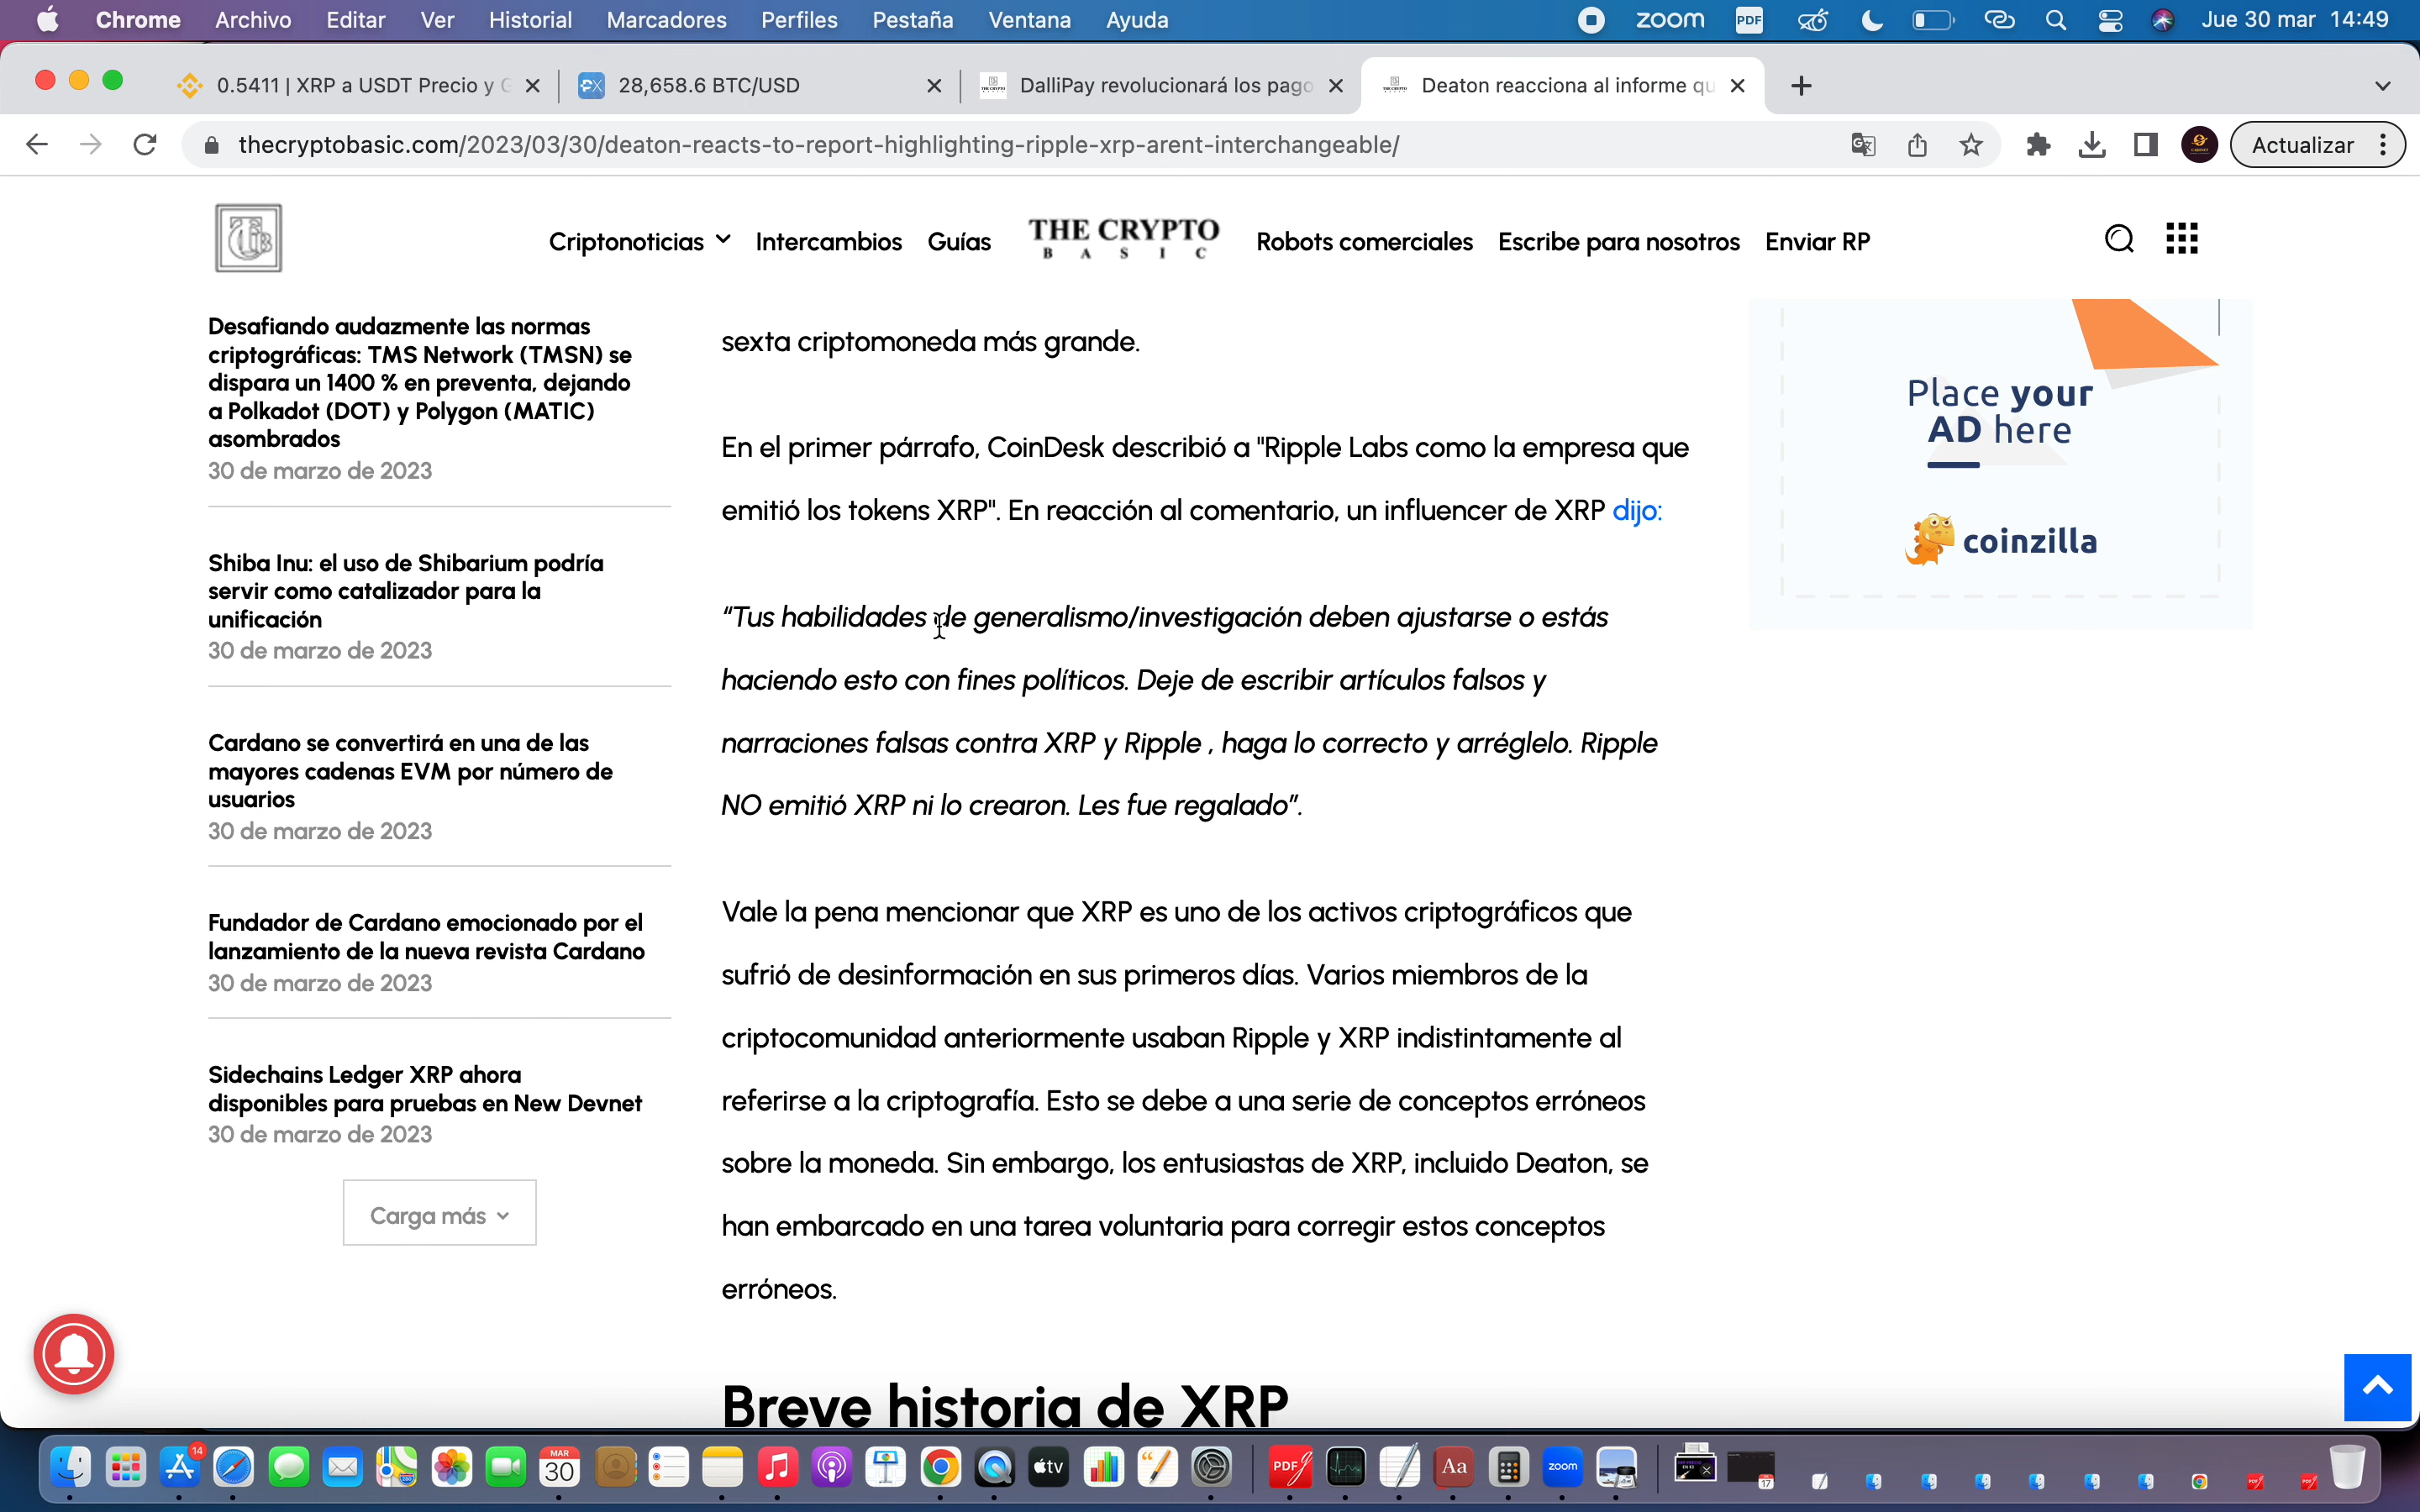 Chrome Archivo Editar Ver Historial Marcadores Perfiles Pestaña Ventana Ayuda zoom PDF Jue 30 mar 14:49
0.5411 | XRP a USDT Precio y G
28,658.6 BTC/USD
DalliPay revolucionará los pago
Deaton reacciona al informe qu
thecryptobasic.com/2023/03/30/deaton-reacts-to-report-highlighting-ripple-xrp-arent-interchangeable/
Actualizar
Criptonoticias Intercambios Guías THE CRYPTO Robots comerciales Escribe para nosotros Enviar RP
BASIC
Desafiando audazmente las normas
criptográficas: TMS Network (TMSN) se
dispara un 1400 % en preventa, dejando
a Polkadot (DOT) y Polygon (MATIC)
asombrados
30 de marzo de 2023
Shiba Inu: el uso de Shibarium podría
servir como catalizador para la
unificación
30 de marzo de 2023
Cardano se convertirá en una de las
mayores cadenas EVM por número de
usuarios
30 de marzo de 2023
Fundador de Cardano emocionado por el
lanzamiento de la nueva revista Cardano
30 de marzo de 2023
Sidechains Ledger XRP ahora
disponibles para pruebas en New Devnet
30 de marzo de 2023
Carga más
sexta criptomoneda más grande.
En el primer párrafo, CoinDesk describió a "Ripple Labs como la empresa que
emitió los tokens XRP". En reacción al comentario, un influencer de XRP dijo:
“Tus habilidades de generalismo/investigación deben ajustarse o estás
haciendo esto con fines políticos. Deje de escribir artículos falsos y
narraciones falsas contra XRP y Ripple , haga lo correcto y arréglelo. Ripple
NO emitió XRP ni lo crearon. Les fue regalado”.
Vale la pena mencionar que XRP es uno de los activos criptográficos que
sufrió de desinformación en sus primeros días. Varios miembros de la
criptocomunidad anteriormente usaban Ripple y XRP indistintamente al
referirse a la criptografía. Esto se debe a una serie de conceptos erróneos
sobre la moneda. Sin embargo, los entusiastas de XRP, incluido Deaton, se
han embarcado en una tarea voluntaria para corregir estos conceptos
erróneos.
Breve historia de XRP
Place your
AD here
coinzilla
14
MAR
30
tv
PDF
Aa
zoom
17